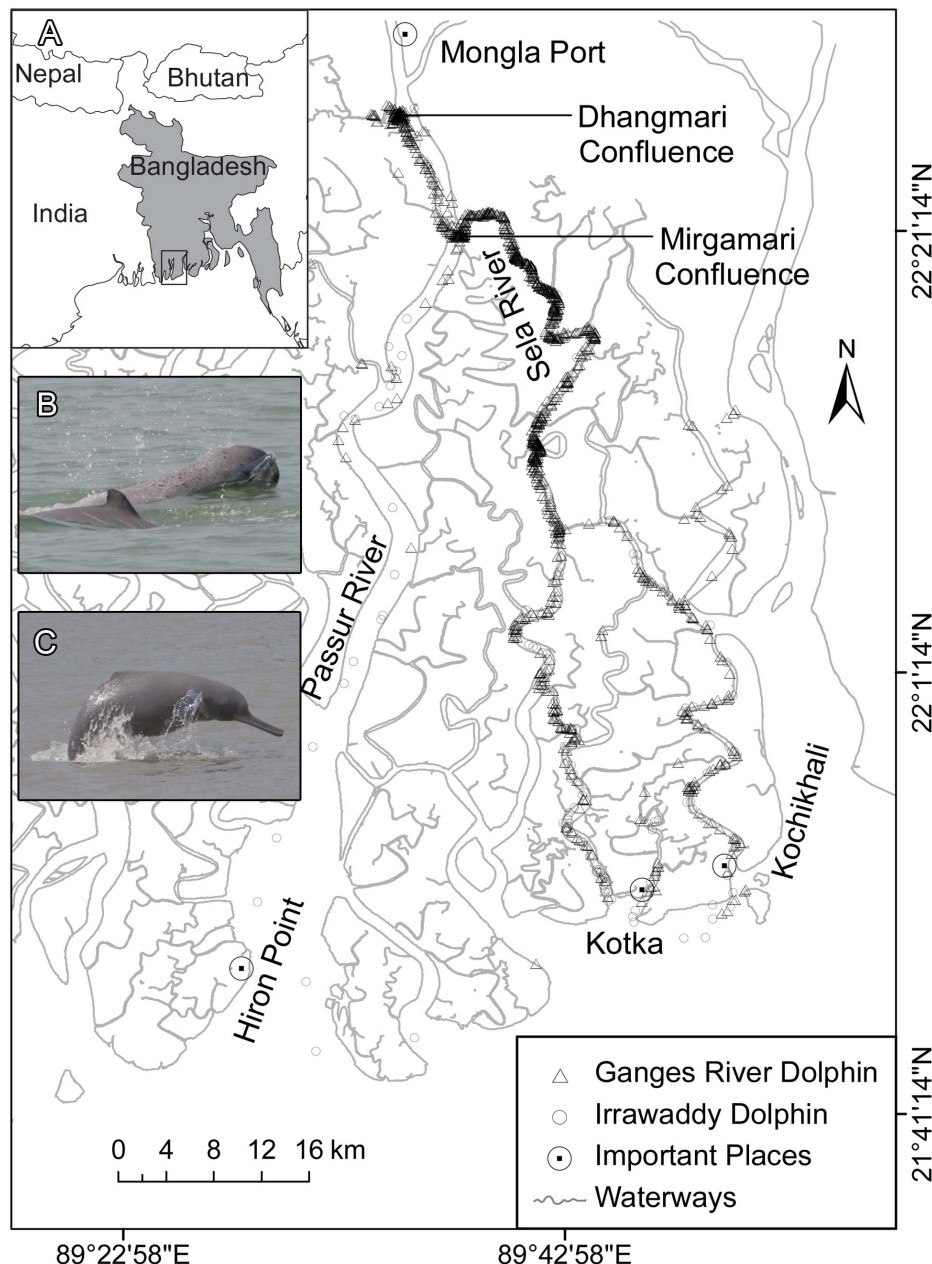 A
Nepal
Bhutan
Bangladesh
India
Mongla Port
Dhangmari
Confluence
Mirgamari
Confluence
22°21'14"N
Sela River
N
B
Passur River
C
22°1'14"N
Kochikhali
Kotka
Hiron Point
Ganges River Dolphin
Irrawaddy Dolphin
Important Places
Waterways
21°41'14"N
0 4 8 12 16 km
89°22'58"E
89°42'58"E